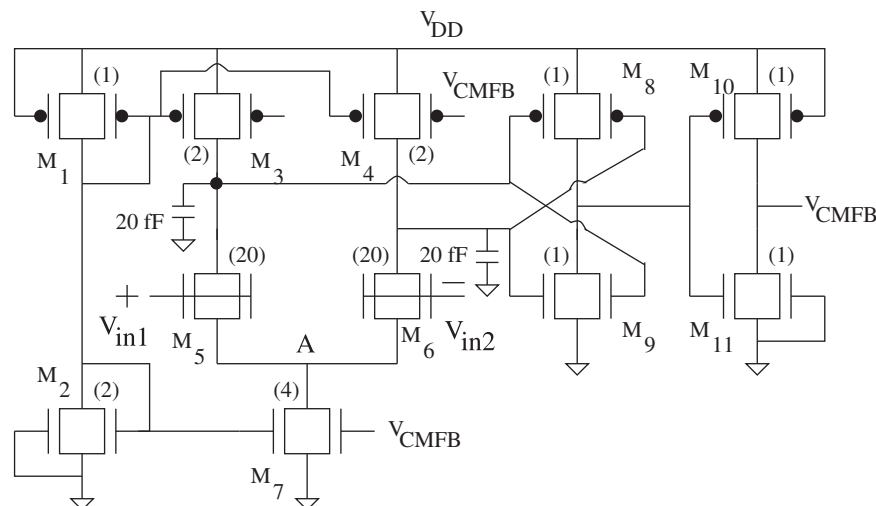 V_DD
(1)
V_CMFB
(1)
M_8
M_10
(1)
M_1
(2)
M_3
M_4
(2)
20 fF
V_CMFB
(20)
(20)
20 fF
(1)
(1)
+
−
V_in1
M_5
A
M_6
V_in2
M_9
M_11
M_2
(2)
(4)
V_CMFB
M_7